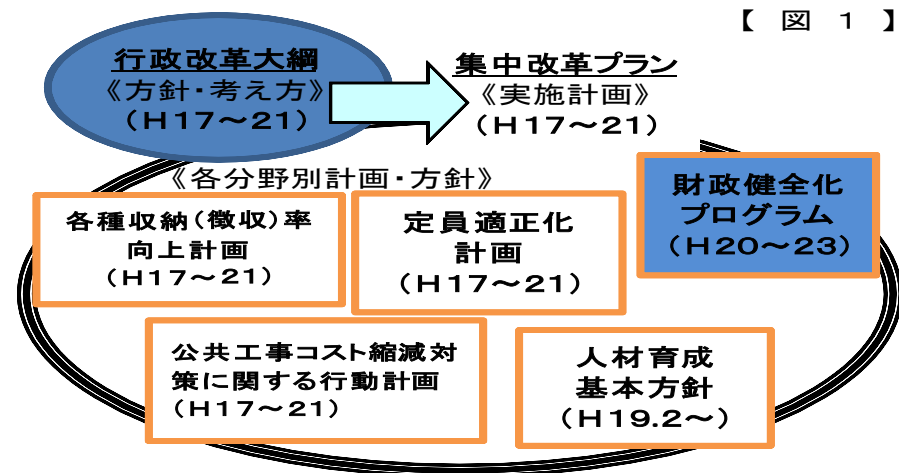 【 図 １ 】
行政改革大綱
《方針・考え方》
（Ｈ17～21）
集中改革プラン
《実施計画》
（Ｈ17～21）
《各分野別計画・方針》
各種収納（徴収）率
向上計画
（Ｈ17～21）
定員適正化
計画
（Ｈ17～21）
財政健全化
プログラム
（Ｈ20～23）
公共工事コスト縮減対
策に関する行動計画
（Ｈ17～21）
人材育成
基本方針
（Ｈ19.2～）